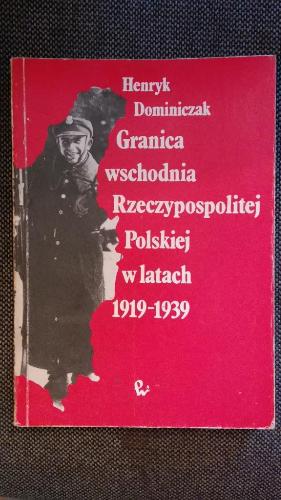 Henryk
Dominiczak
Granica
wschodnia
Rzeczypospolitej
Polskiej
w latach
1919-1939